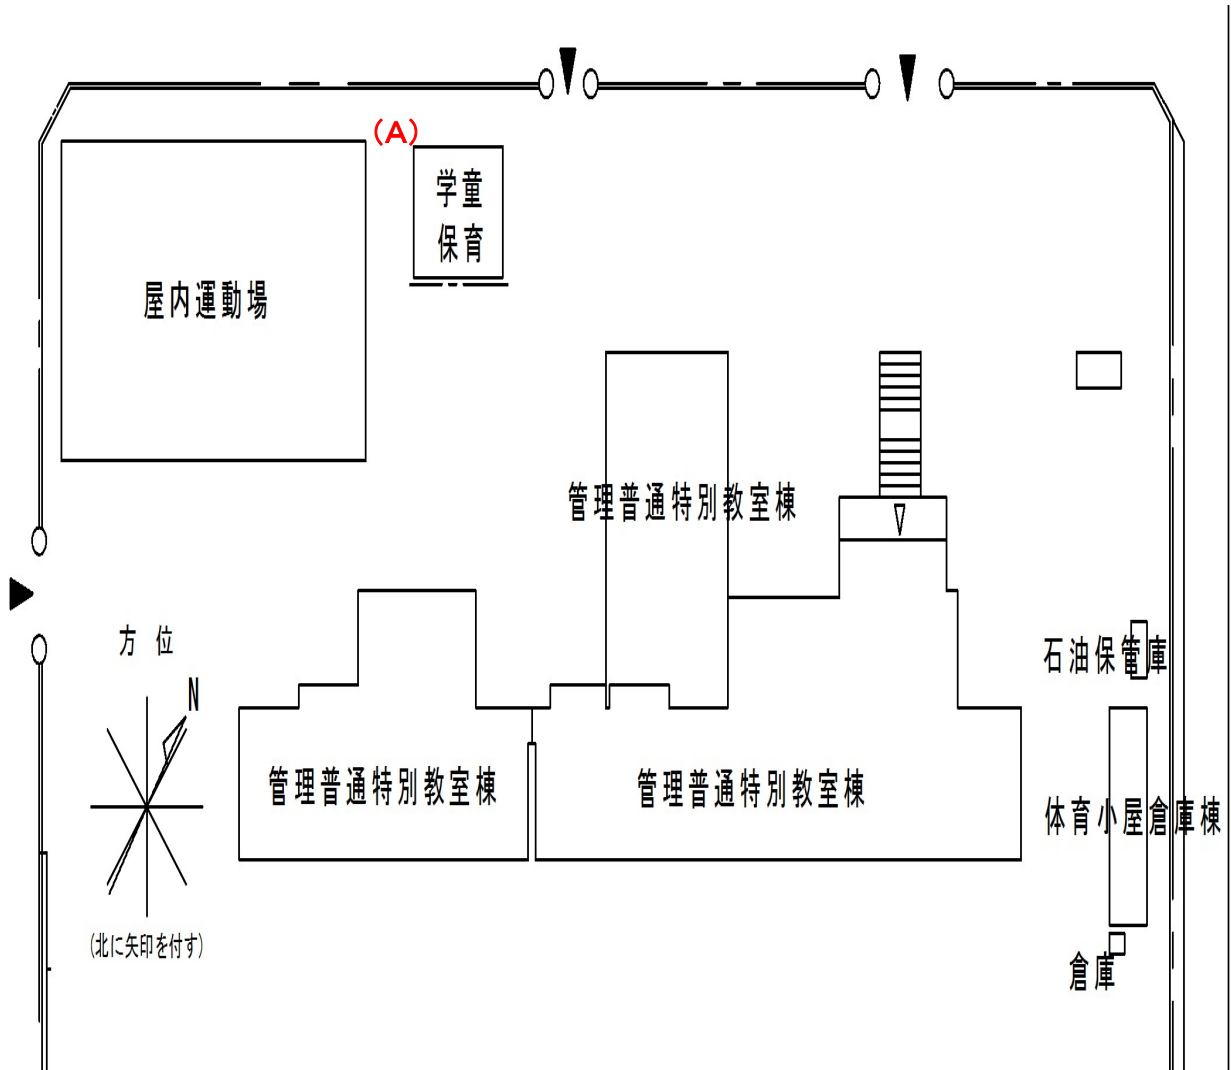 (A)
学童
保育
屋内運動場
管理普通特別教室棟
方 位
N
石油保管庫
管理普通特別教室棟
管理普通特別教室棟
体育小屋倉庫棟
(北に矢印を付す)
倉庫